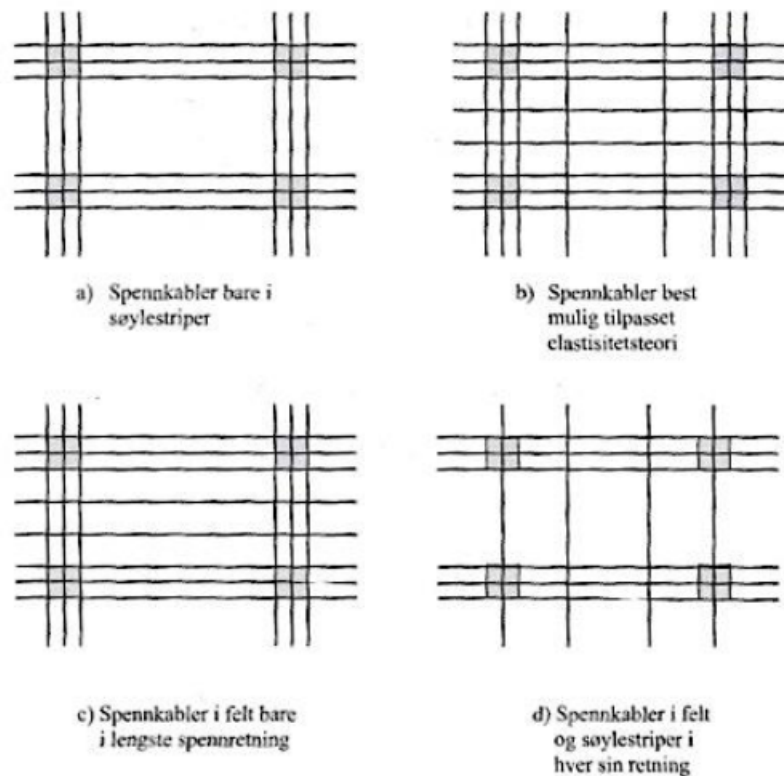 a) Spennkabler bare i
søylestriper
b) Spennkabler best
mulig tilpasset
elastisitetsteori
c) Spennkabler i felt bare
i lengste spennretning
d) Spennkabler i felt
og søylestriper i
hver sin retning